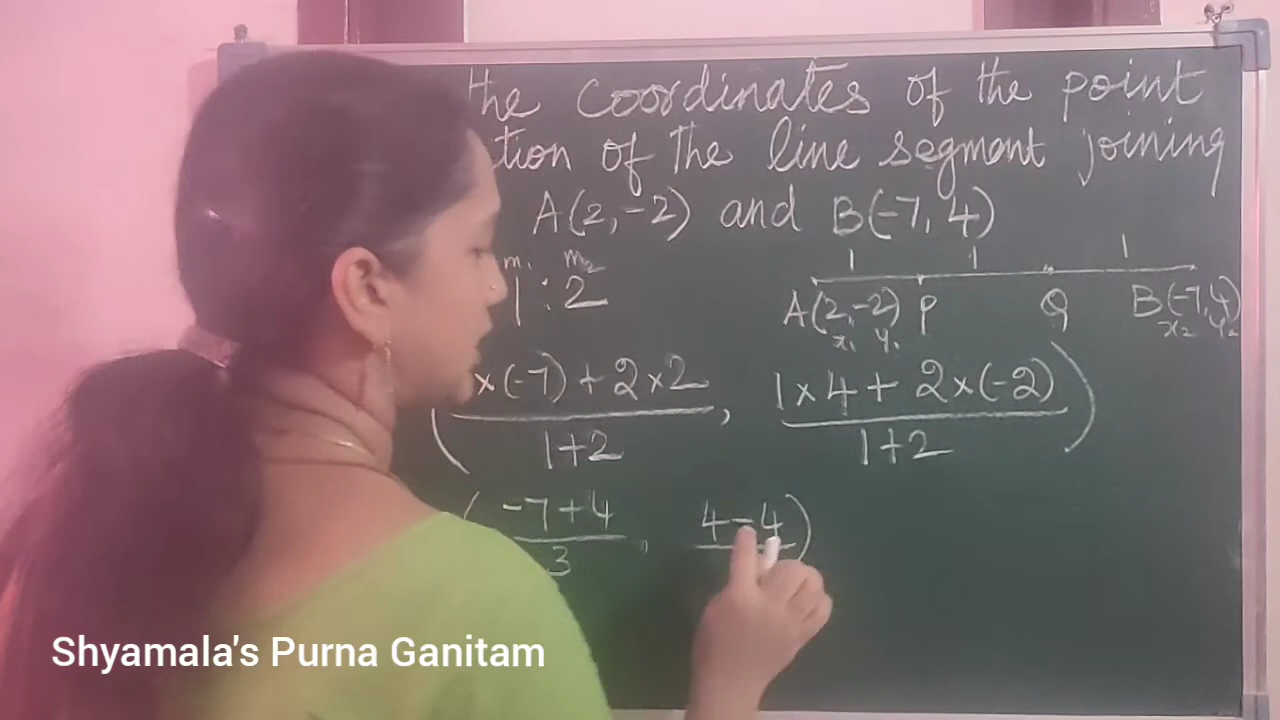 the coordinates of the point
tion of the line segment joining
A(2,-2) and B(-7,4)
m₁ m₂
1 : 2
1 1 1
A(2,-2) P Q B(-7,4)
x₁ y₁ x₂ y₂
( ×(-7) + 2×2 / 1+2 , 1×4 + 2×(-2) / 1+2 )
( -7+4 / 3 , 4-4 )
Shyamala's Purna Ganitam